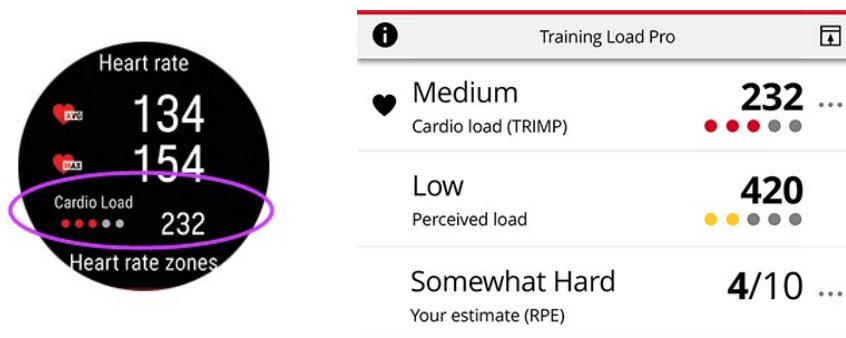 Heart rate
AVG 134
MAX 154
Cardio Load
232
Heart rate zones
Training Load Pro
Medium 232
Cardio load (TRIMP)
Low 420
Perceived load
Somewhat Hard 4/10
Your estimate (RPE)